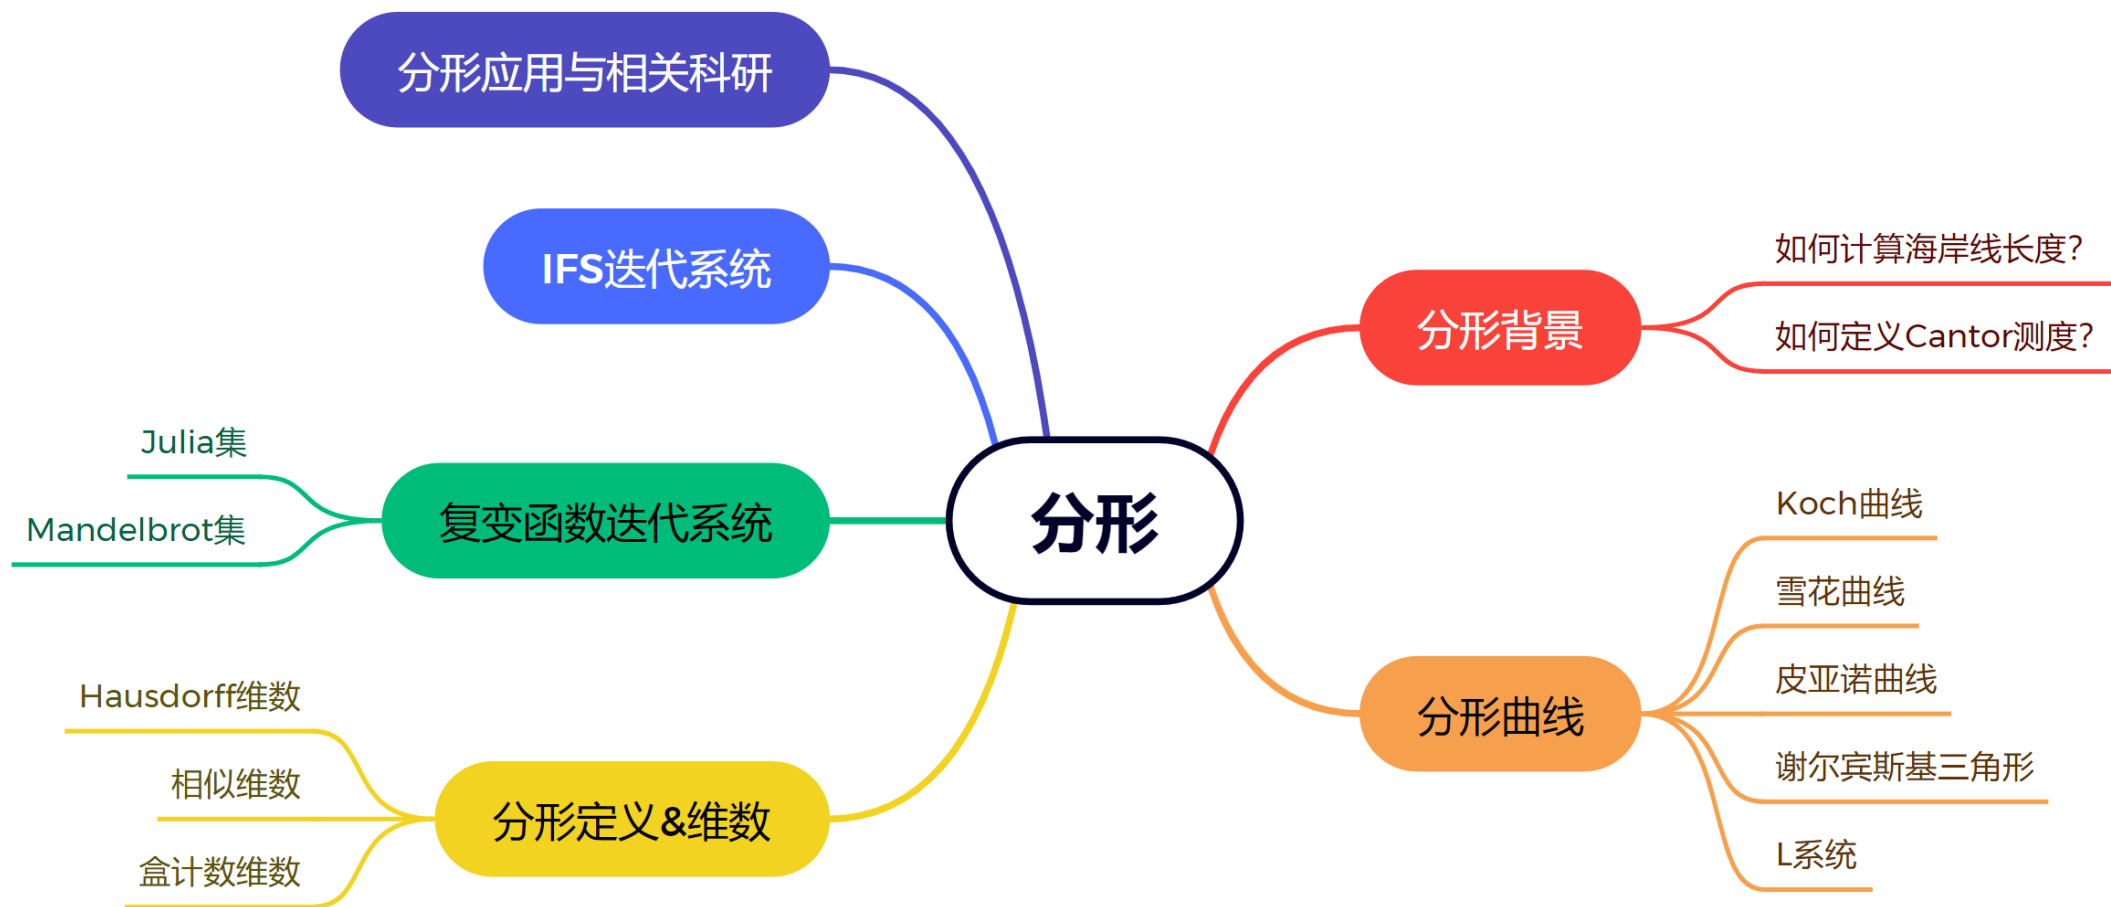 分形
分形背景
如何计算海岸线长度？
如何定义Cantor测度？
分形曲线
Koch曲线
雪花曲线
皮亚诺曲线
谢尔宾斯基三角形
L系统
分形定义&维数
Hausdorff维数
相似维数
盒计数维数
复变函数迭代系统
Julia集
Mandelbrot集
IFS迭代系统
分形应用与相关科研